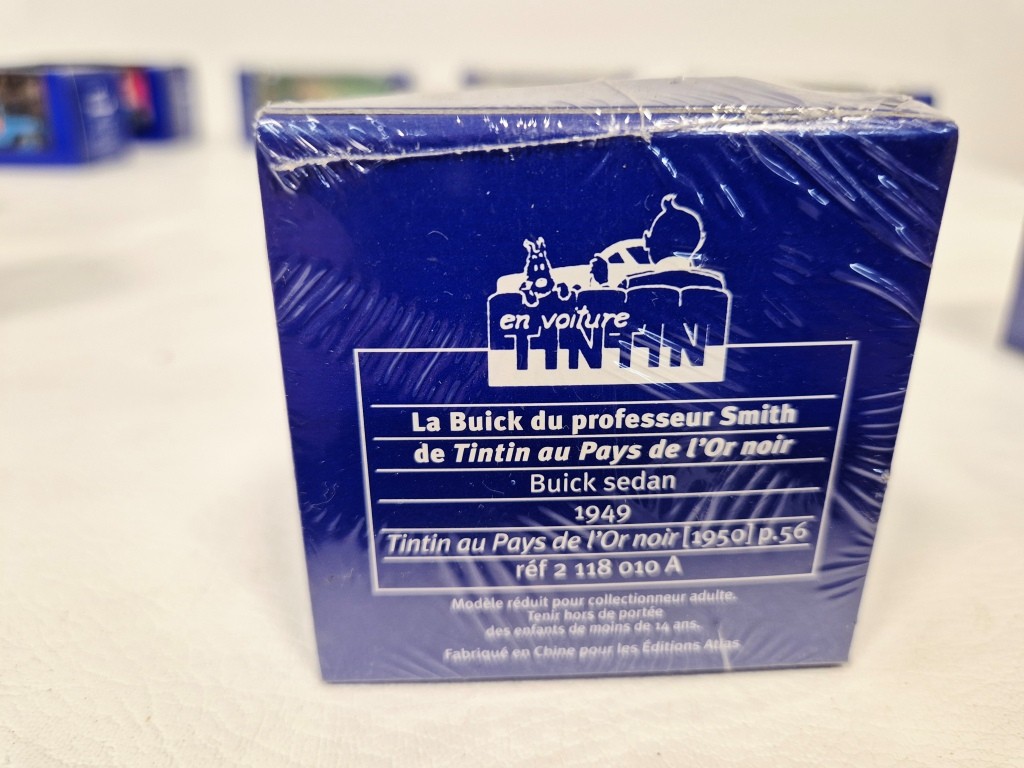 en voiture
TINTIN
La Buick du professeur Smith
de Tintin au Pays de l'Or noir
Buick sedan
1949
Tintin au Pays de l'Or noir [1950] p.56
réf 2 118 010 A
Modèle réduit pour collectionneur adulte.
Tenir hors de portée
des enfants de moins de 14 ans.
Fabriqué en Chine pour les Éditions Atlas